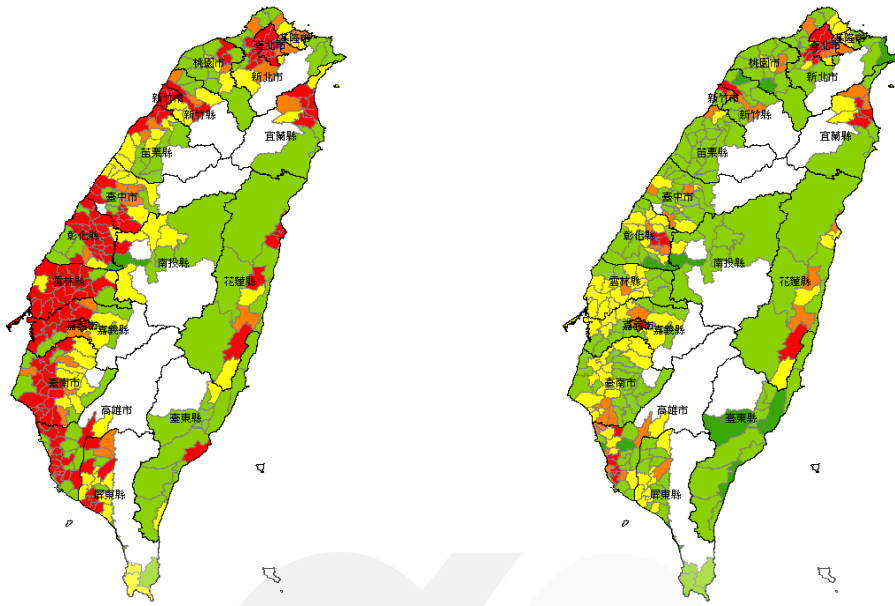 基隆市
臺北市
桃園市
新北市
新竹市
新竹縣
宜蘭縣
苗栗縣
臺中市
彰化縣
南投縣
雲林縣
花蓮縣
嘉義市
嘉義縣
臺南市
高雄市
臺東縣
屏東縣
基隆市
臺北市
桃園市
新北市
新竹市
新竹縣
宜蘭縣
苗栗縣
臺中市
彰化縣
南投縣
雲林縣
花蓮縣
嘉義市
嘉義縣
臺南市
高雄市
臺東縣
屏東縣